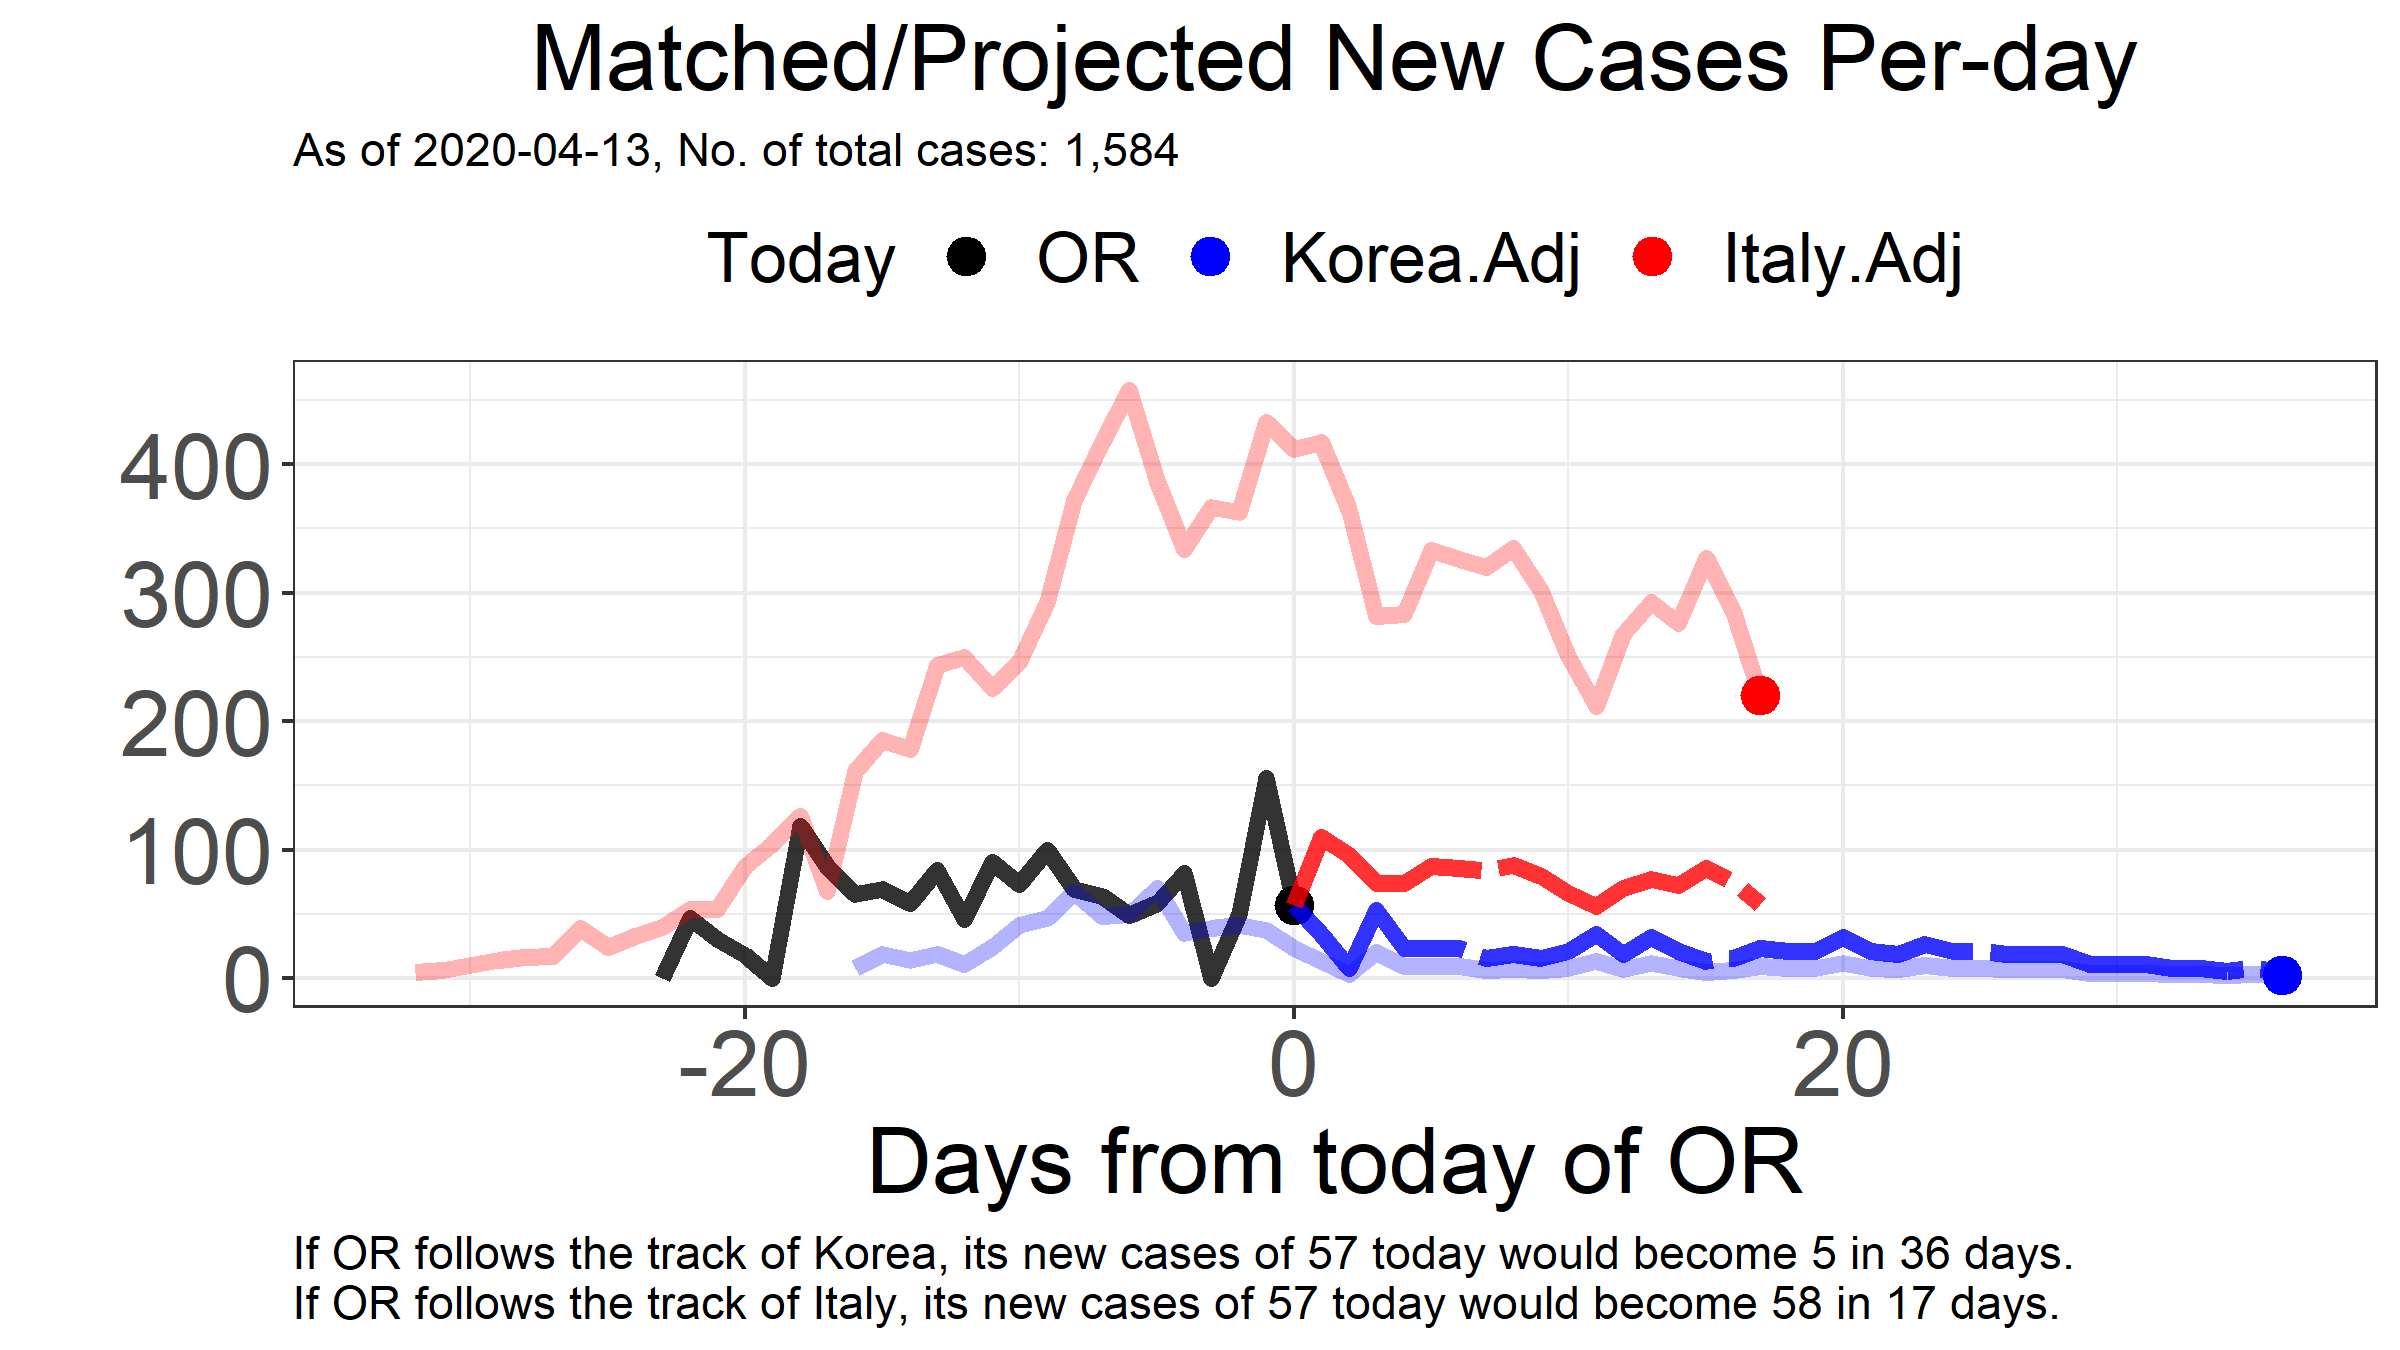 Matched/Projected New Cases Per-day
As of 2020-04-13, No. of total cases: 1,584
Today OR Korea.Adj Italy.Adj
400
300
200
100
0
-20 0 20
Days from today of OR
If OR follows the track of Korea, its new cases of 57 today would become 5 in 36 days.
If OR follows the track of Italy, its new cases of 57 today would become 58 in 17 days.